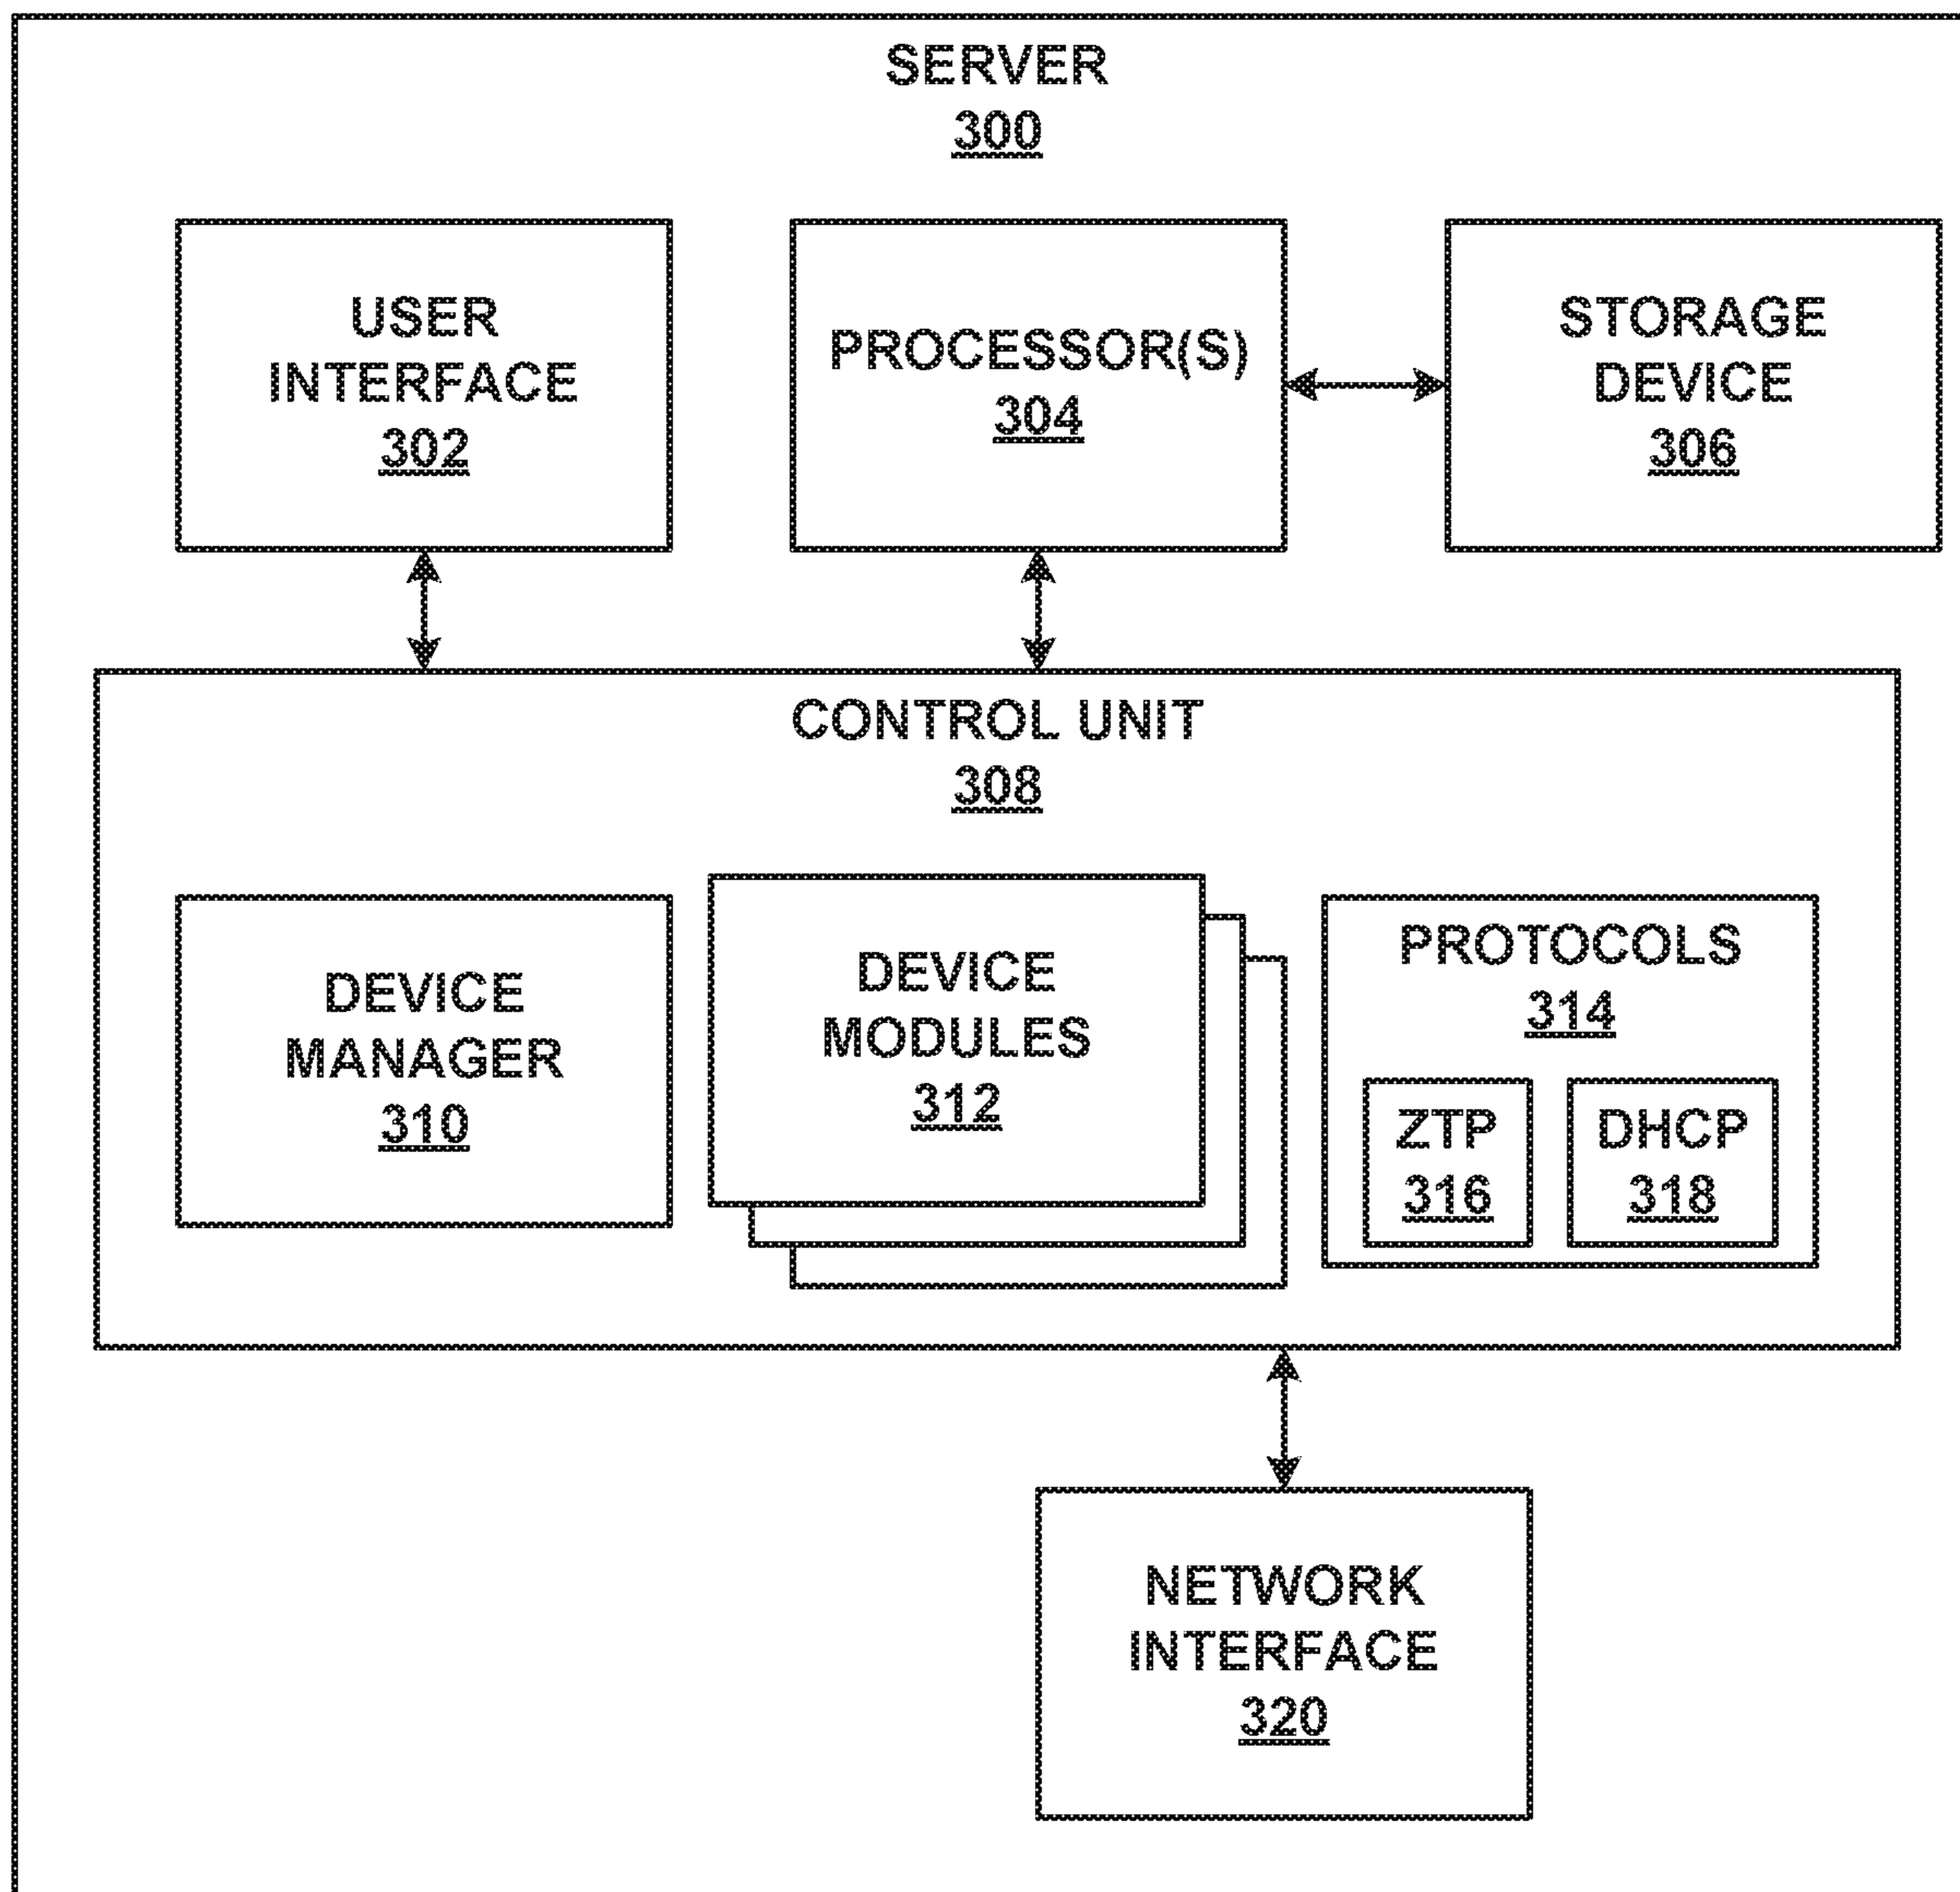 SERVER
300
USER
INTERFACE
302
PROCESSOR(S)
304
STORAGE
DEVICE
306
CONTROL UNIT
308
DEVICE
MANAGER
310
DEVICE
MODULES
312
PROTOCOLS
314
ZTP
316
DHCP
318
NETWORK
INTERFACE
320